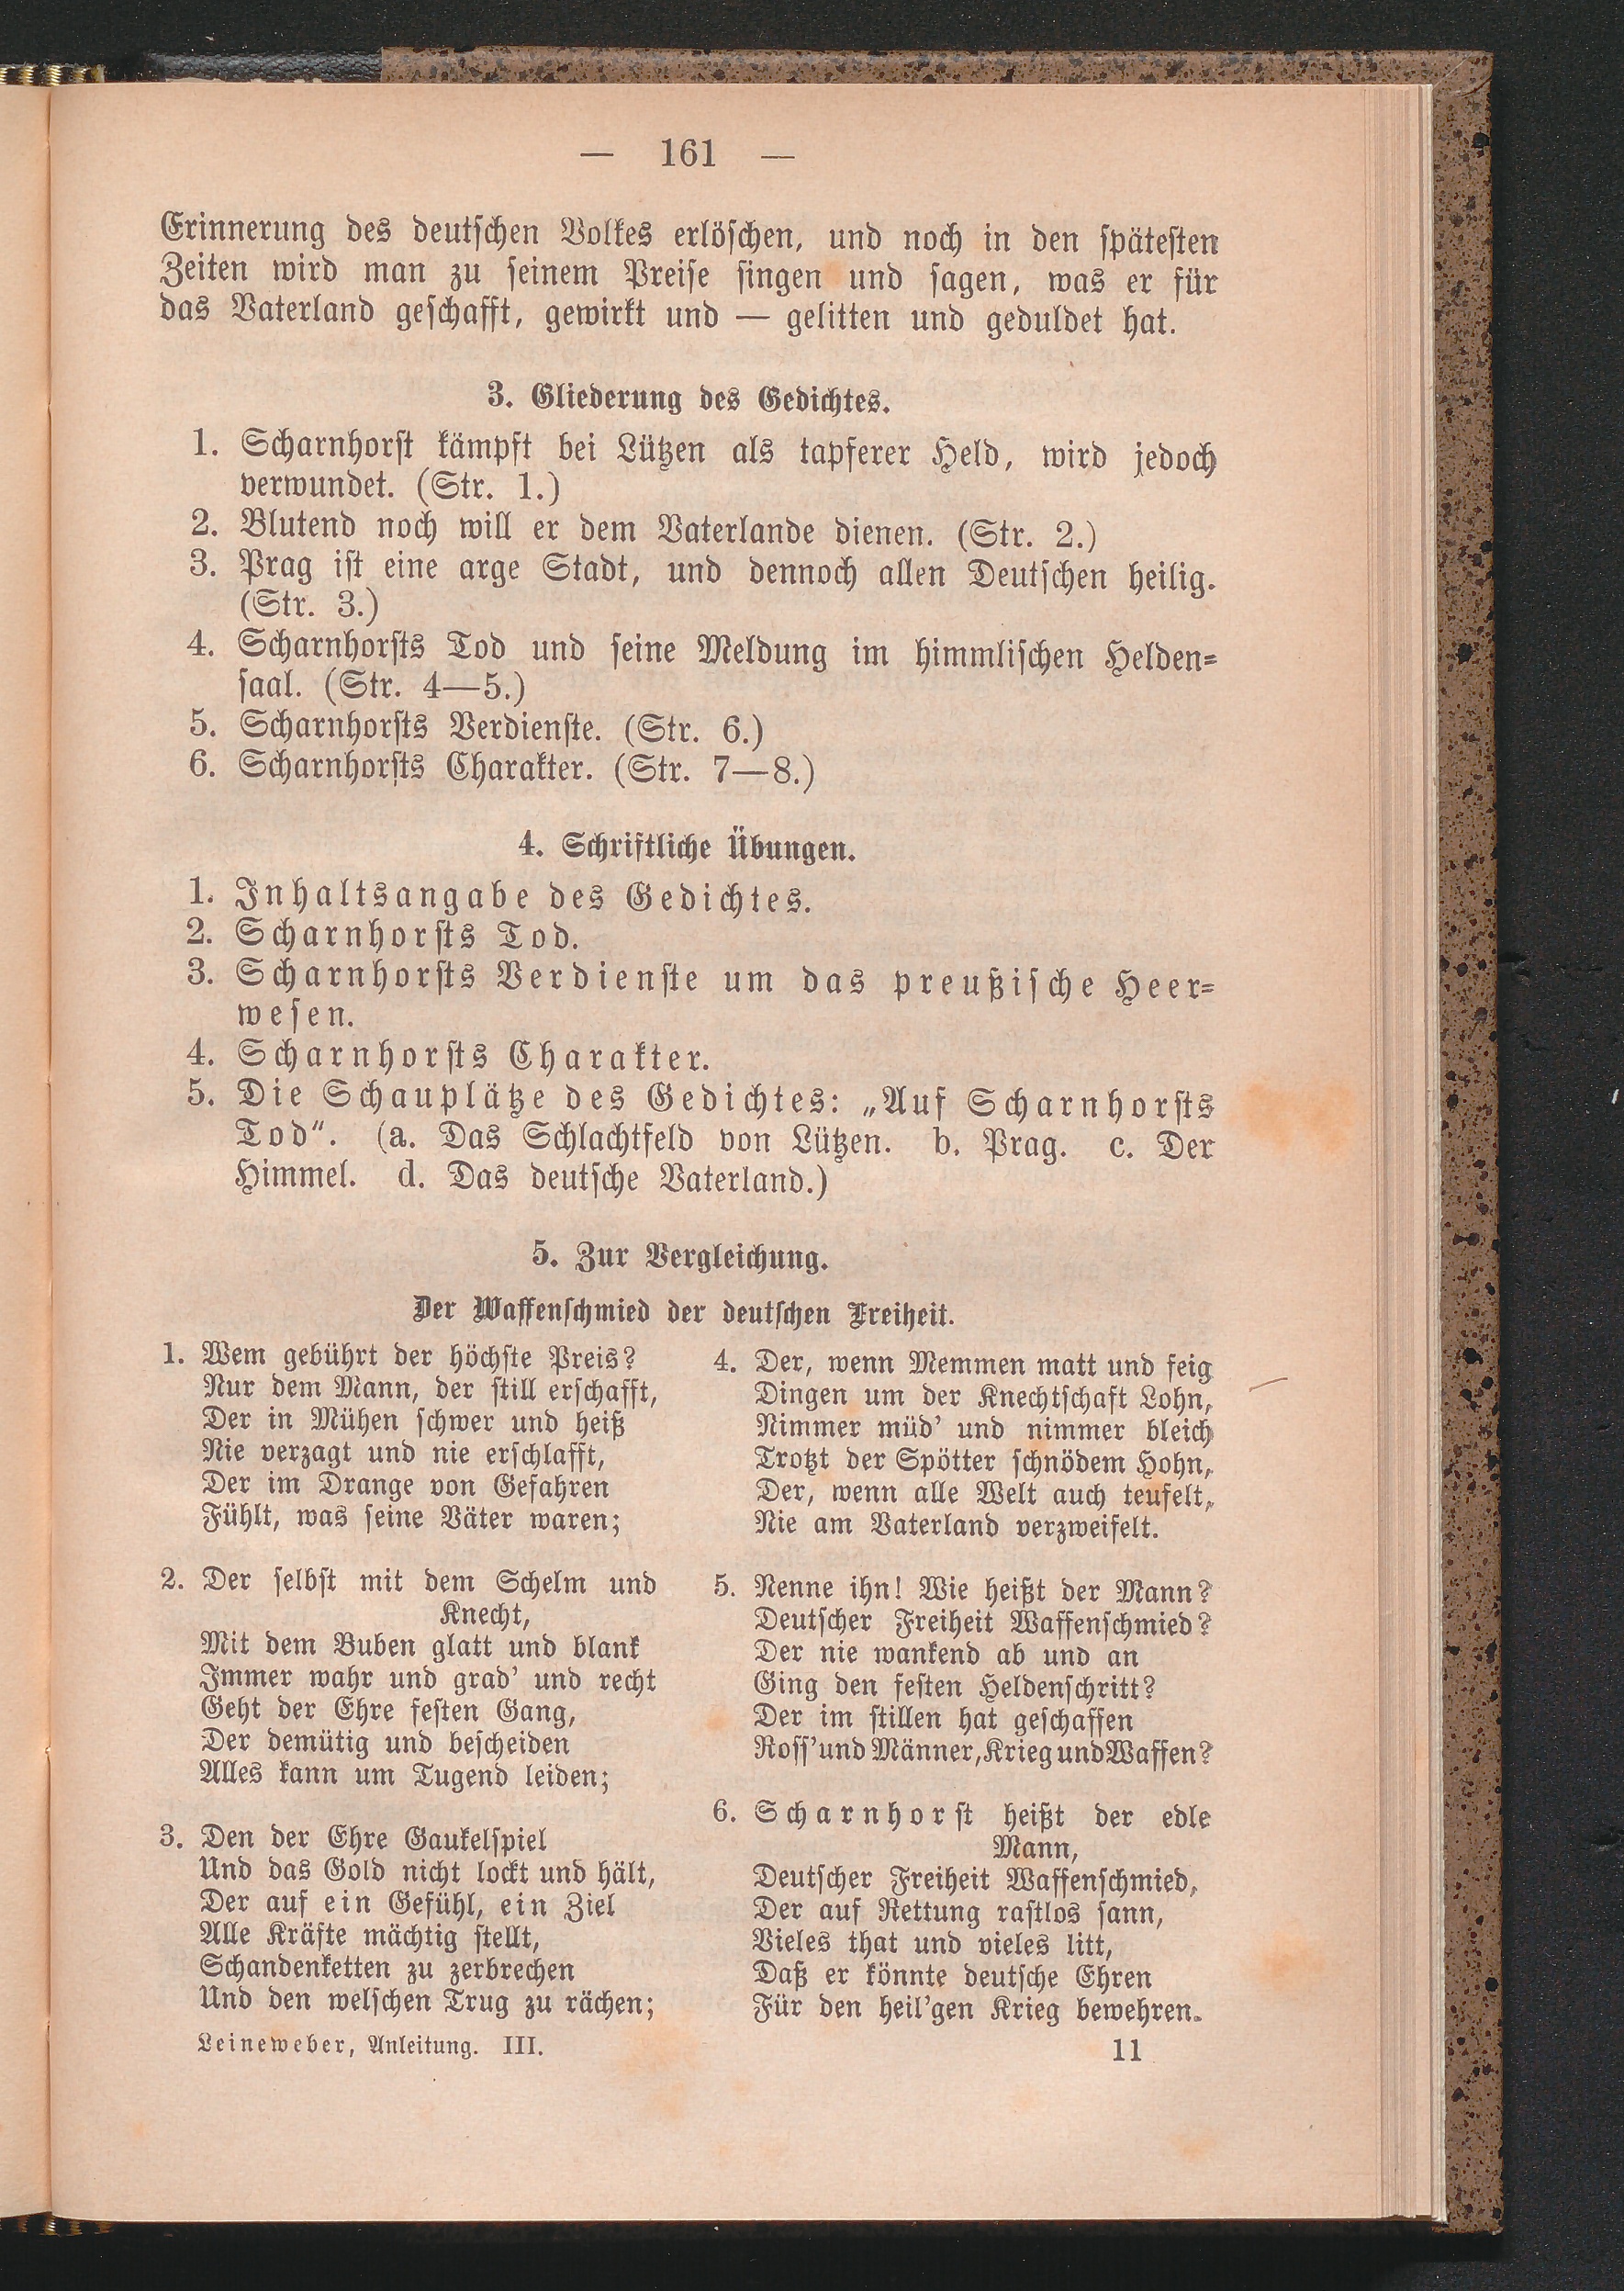 — 161 —
Erinnerung des deutschen Volkes erlöschen, und noch in den spätesten
Zeiten wird man zu seinem Preise singen und sagen, was er für
das Vaterland geschafft, gewirkt und — gelitten und geduldet hat.
3. Gliederung des Gedichtes.
1. Scharnhorst kämpft bei Lützen als tapferer Held, wird jedoch
verwundet. (Str. 1.)
2. Blutend noch will er dem Vaterlande dienen. (Str. 2.)
3. Prag ist eine arge Stadt, und dennoch allen Deutschen heilig.
(Str. 3.)
4. Scharnhorsts Tod und seine Meldung im himmlischen Helden-
saal. (Str. 4—5.)
5. Scharnhorsts Verdienste. (Str. 6.)
6. Scharnhorsts Charakter. (Str. 7—8.)
4. Schriftliche Übungen.
1. Inhaltsangabe des Gedichtes.
2. Scharnhorsts Tod.
3. Scharnhorsts Verdienste um das preußische Heer-
wesen.
4. Scharnhorsts Charakter.
5. Die Schauplätze des Gedichtes: „Auf Scharnhorsts
Tod“. (a. Das Schlachtfeld von Lützen. b. Prag. c. Der
Himmel. d. Das deutsche Vaterland.)
5. Zur Vergleichung.
Der Waffenschmied der deutschen Freiheit.
1. Wem gebührt der höchste Preis?
Nur dem Mann, der still erschafft,
Der in Mühen schwer und heiß
Nie verzagt und nie erschlafft,
Der im Drange von Gefahren
Fühlt, was seine Väter waren;
2. Der selbst mit dem Schelm und
Knecht,
Mit dem Buben glatt und blank
Immer wahr und grad' und recht
Geht der Ehre festen Gang,
Der demütig und bescheiden
Alles kann um Tugend leiden;
3. Den der Ehre Gaukelspiel
Und das Gold nicht lockt und hält,
Der auf ein Gefühl, ein Ziel
Alle Kräfte mächtig stellt,
Schandenketten zu zerbrechen
Und den welschen Trug zu rächen;
4. Der, wenn Memmen matt und feig
Dingen um der Knechtschaft Lohn,
Nimmer müd' und nimmer bleich
Trotzt der Spötter schnödem Hohn,
Der, wenn alle Welt auch teufelt,
Nie am Vaterland verzweifelt.
5. Nenne ihn! Wie heißt der Mann?
Deutscher Freiheit Waffenschmied?
Der nie wankend ab und an
Ging den festen Heldenschritt?
Der im stillen hat geschaffen
Ross' und Männer, Krieg und Waffen?
6. Scharnhorst heißt der edle
Mann,
Deutscher Freiheit Waffenschmied,
Der auf Rettung rastlos sann,
Vieles that und vieles litt,
Daß er könnte deutsche Ehren
Für den heil'gen Krieg bewehren.
Leineweber, Anleitung. III.
11